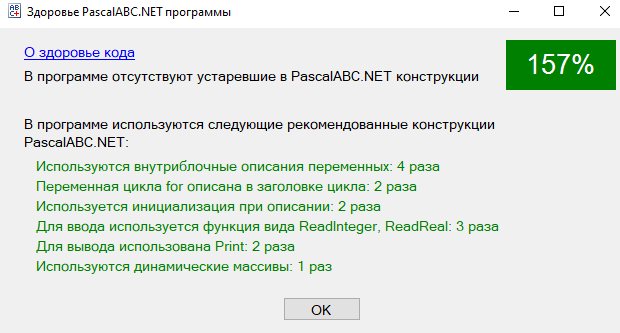 Здоровье PascalABC.NET программы
О здоровье кода
157%
В программе отсутствуют устаревшие в PascalABC.NET конструкции
В программе используются следующие рекомендованные конструкции
PascalABC.NET:
Используются внутриблочные описания переменных: 4 раза
Переменная цикла for описана в заголовке цикла: 2 раза
Используется инициализация при описании: 2 раза
Для ввода используется функция вида ReadInteger, ReadReal: 3 раза
Для вывода использована Print: 2 раза
Используются динамические массивы: 1 раз
OK